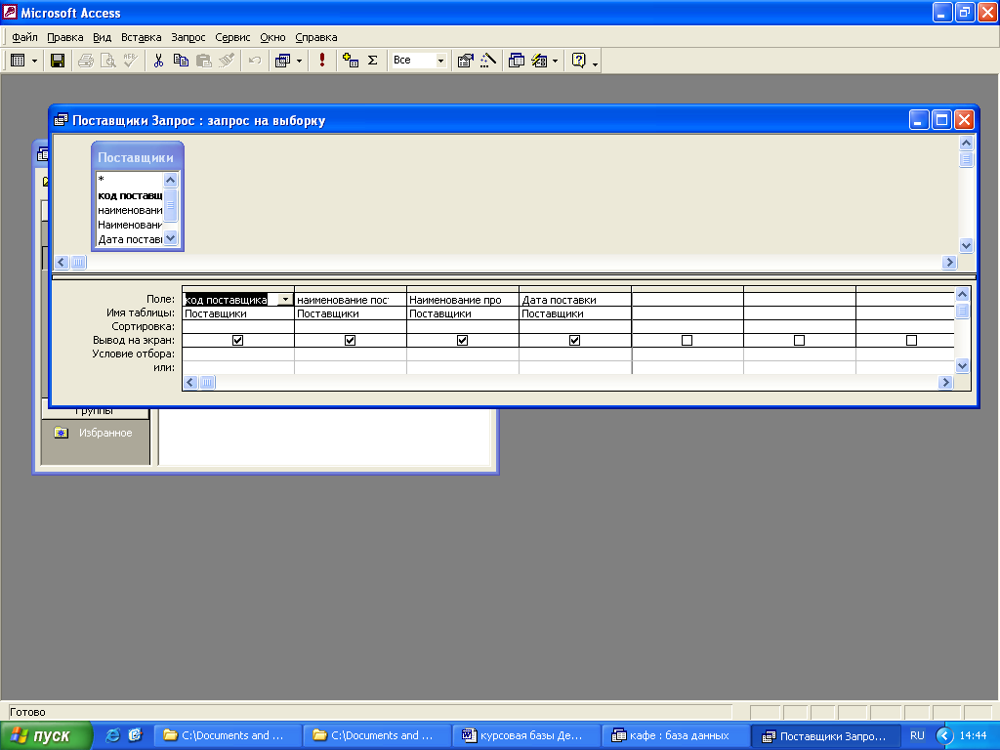 Microsoft Access
Файл Правка Вид Вставка Запрос Сервис Окно Справка
Все
Поставщики Запрос : запрос на выборку
Поставщики
*
код поставщ
наименовани
Наименовани
Дата постав
Поле: код поставщика наименование пост Наименование про Дата поставки
Имя таблицы: Поставщики Поставщики Поставщики Поставщики
Сортировка:
Вывод на экран:
Условие отбора:
или:
Группы
Избранное
Готово
пуск C:\Documents and ... C:\Documents and ... курсовая базы Де... кафе : база данных Поставщики Запро... RU 14:44